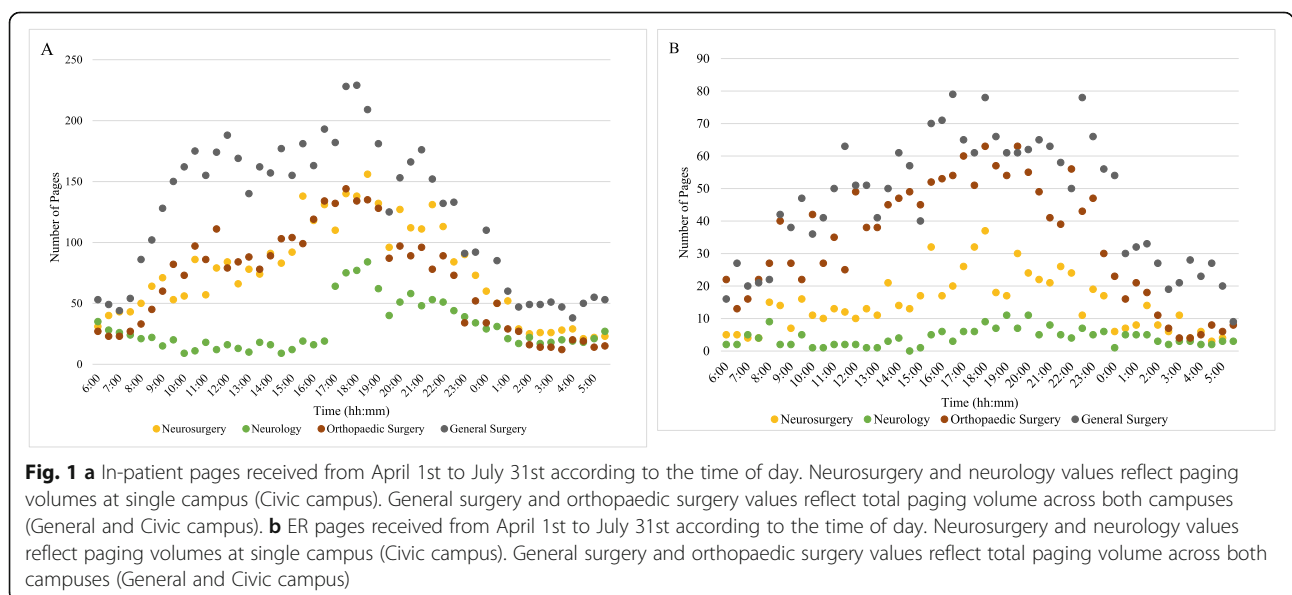 A
250
200
150
100
50
0
Number of Pages
6:00 7:00 8:00 9:00 10:00 11:00 12:00 13:00 14:00 15:00 16:00 17:00 18:00 19:00 20:00 21:00 22:00 23:00 0:00 1:00 2:00 3:00 4:00 5:00
Time (hh:mm)
Neurosurgery Neurology Orthopaedic Surgery General Surgery
B
90
80
70
60
50
40
30
20
10
0
Number of Pages
6:00 7:00 8:00 9:00 10:00 11:00 12:00 13:00 14:00 15:00 16:00 17:00 18:00 19:00 20:00 21:00 22:00 23:00 0:00 1:00 2:00 3:00 4:00 5:00
Time (hh:mm)
Neurosurgery Neurology Orthopaedic Surgery General Surgery
Fig. 1 a In-patient pages received from April 1st to July 31st according to the time of day. Neurosurgery and neurology values reflect paging
volumes at single campus (Civic campus). General surgery and orthopaedic surgery values reflect total paging volume across both campuses
(General and Civic campus). b ER pages received from April 1st to July 31st according to the time of day. Neurosurgery and neurology values
reflect paging volumes at single campus (Civic campus). General surgery and orthopaedic surgery values reflect total paging volume across both
campuses (General and Civic campus)